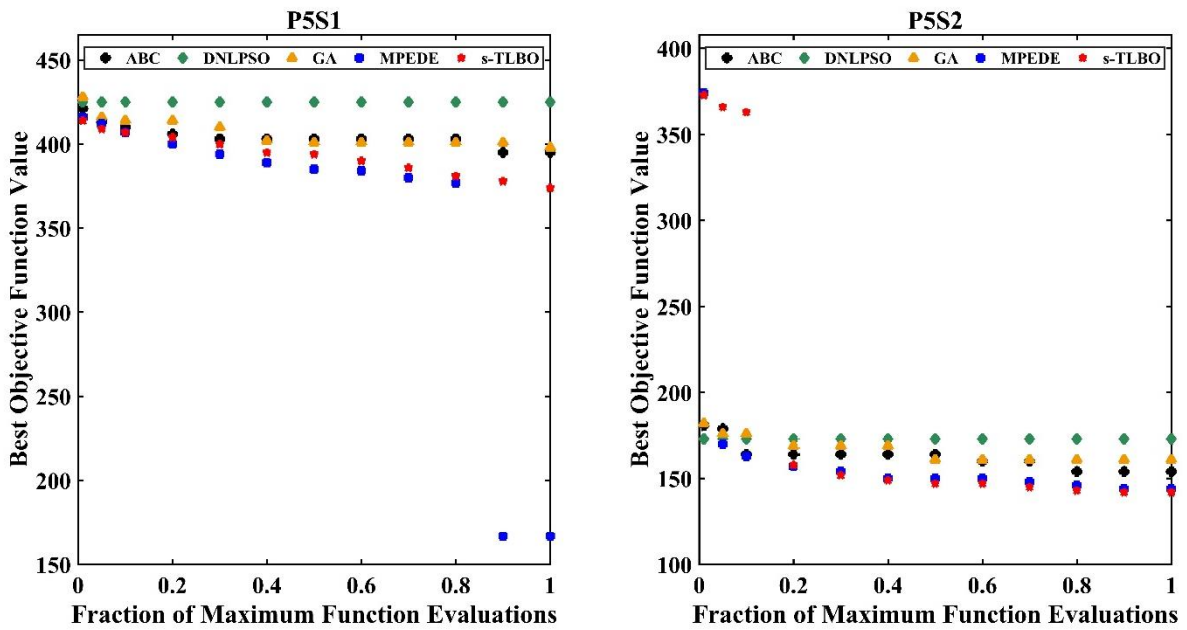 P5S1
ABC DNLPSO GA MPEDE s-TLBO
450
400
350
300
250
200
150
0 0.2 0.4 0.6 0.8 1
Best Objective Function Value
Fraction of Maximum Function Evaluations
P5S2
ABC DNLPSO GA MPEDE s-TLBO
400
350
300
250
200
150
100
0 0.2 0.4 0.6 0.8 1
Best Objective Function Value
Fraction of Maximum Function Evaluations